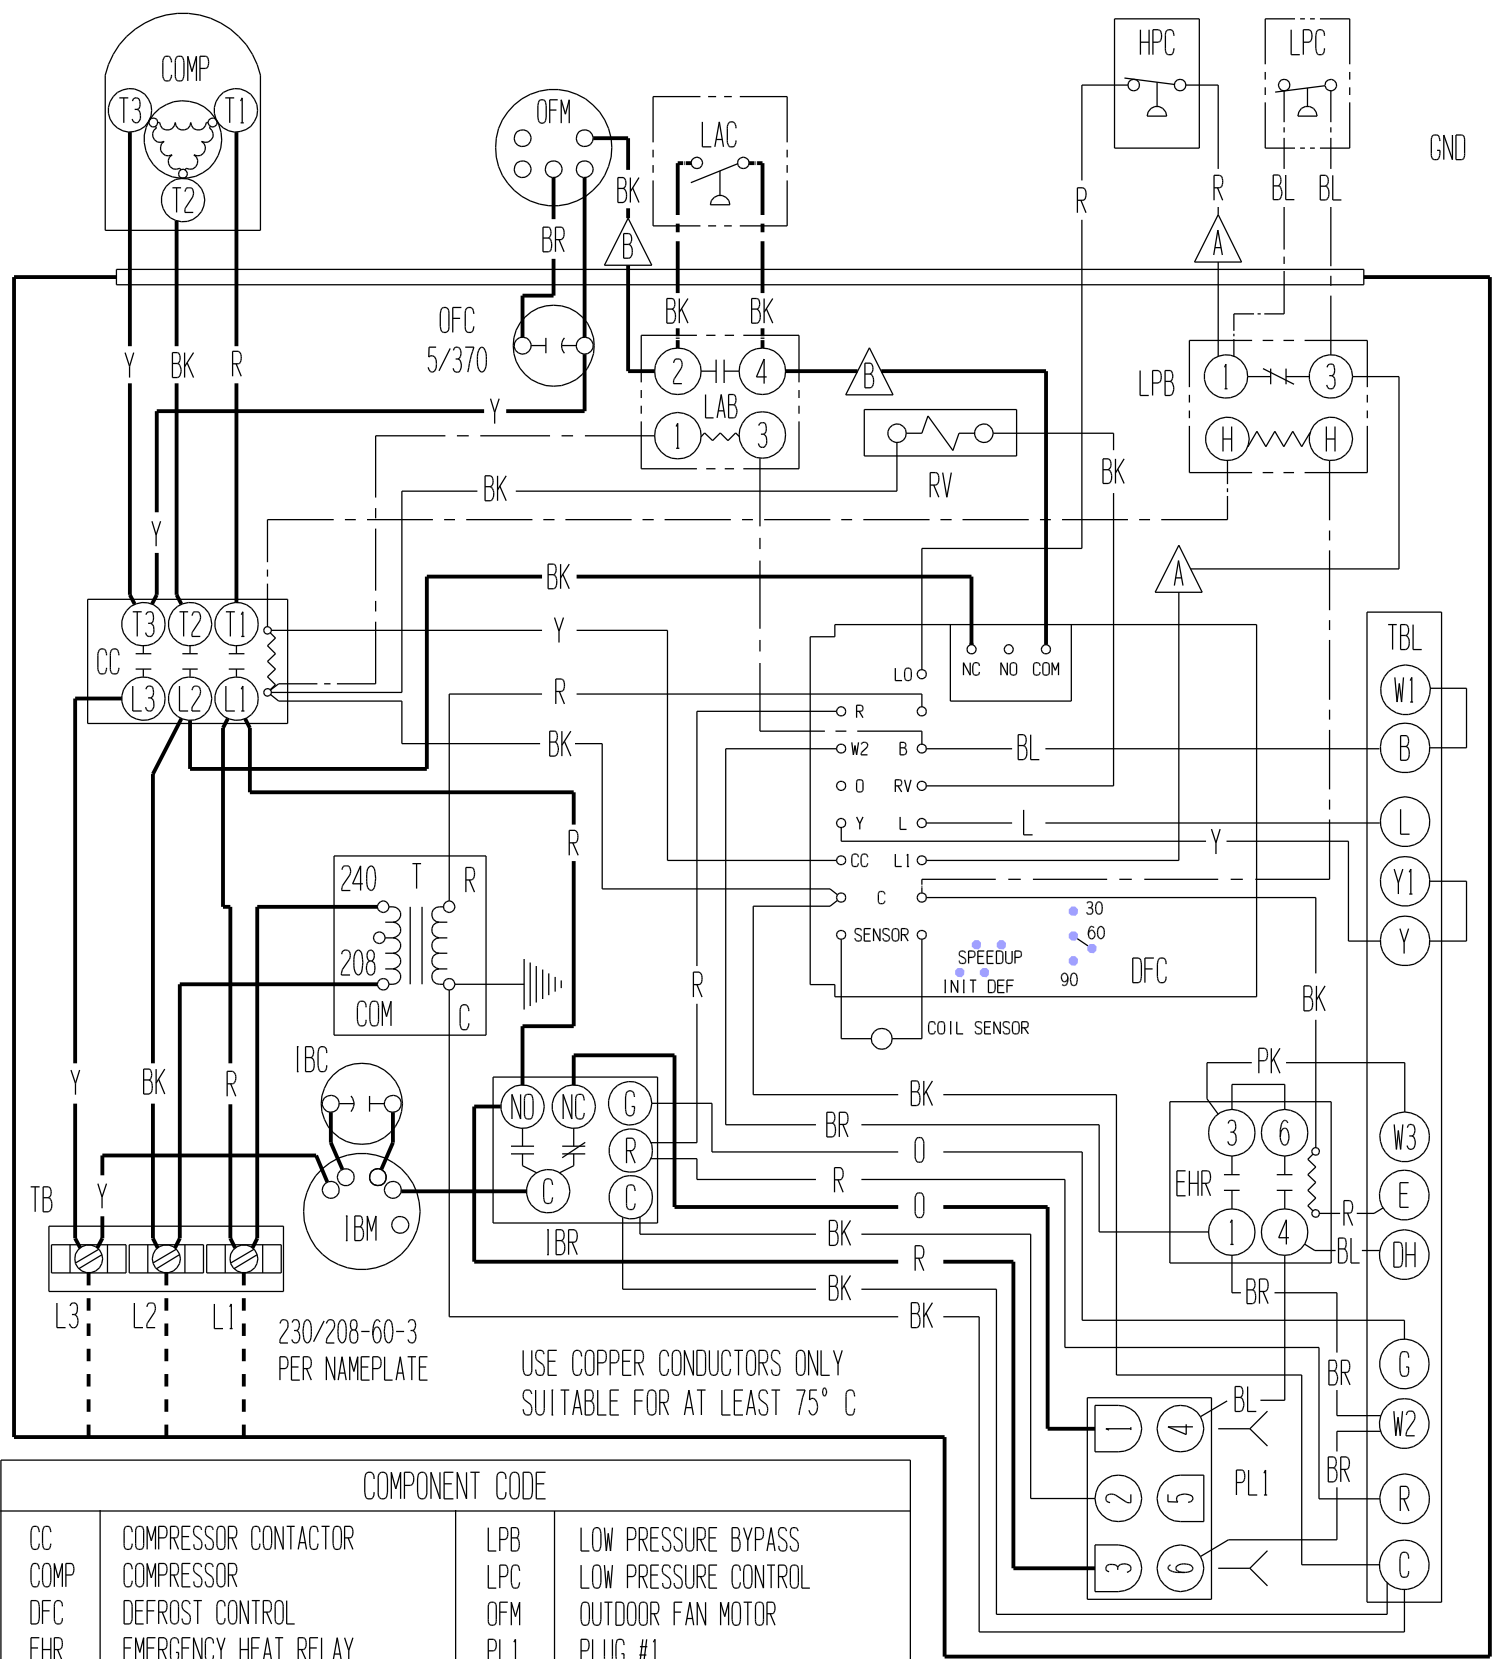 HPC
LPC
COMP
T3
T1
T2
OFM
LAC
GND
BK
BR
B
R
R
BL
BL
A
BK
BK
OFC
5/370
Y
BK
R
2
4
B
LAB
1
3
LPB
1
3
H
H
Y
BK
RV
BK
Y
BK
A
T3
T2
T1
CC
L3
L2
L1
Y
R
BK
LO
NC
NO
COM
TBL
W1
R
W2
B
BL
B
O
RV
Y
L
L
L
Y
CC
L1
C
Y1
SENSOR
30
60
90
SPEEDUP
INIT DEF
DFC
Y
COIL SENSOR
R
240
T
R
208
COM
C
R
BK
IBC
Y
BK
R
NO
NC
G
R
C
C
IBR
IBM
TB
Y
BK
BR
O
R
O
BK
R
BK
BK
PK
3
6
EHR
1
4
R
BL
BR
W3
E
DH
L3
L2
L1
230/208-60-3
PER NAMEPLATE
USE COPPER CONDUCTORS ONLY
SUITABLE FOR AT LEAST 75° C
BR
BL
BR
G
W2
R
C
1
4
2
5
3
6
PL1
COMPONENT CODE
CC COMPRESSOR CONTACTOR LPB LOW PRESSURE BYPASS
COMP COMPRESSOR LPC LOW PRESSURE CONTROL
DFC DEFROST CONTROL OFM OUTDOOR FAN MOTOR
EHR EMERGENCY HEAT RELAY PL1 PLUG #1